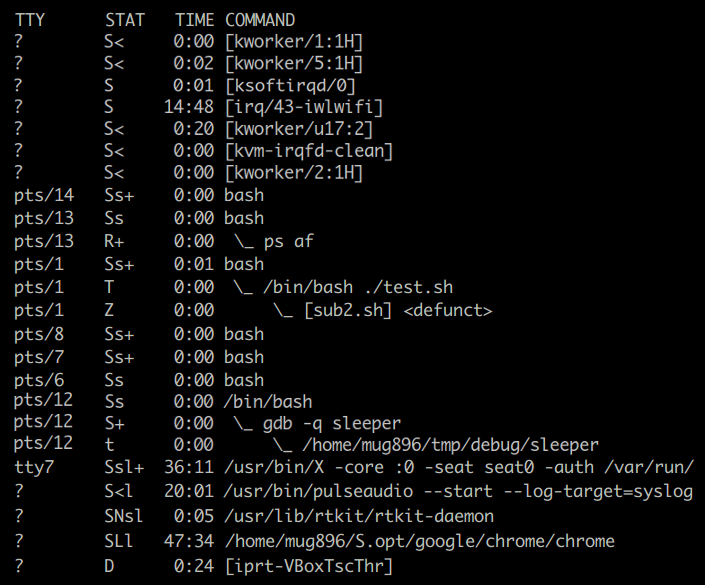 TTY      STAT   TIME COMMAND
?        S<     0:00 [kworker/1:1H]
?        S<     0:02 [kworker/5:1H]
?        S      0:01 [ksoftirqd/0]
?        S     14:48 [irq/43-iwlwifi]
?        S<     0:20 [kworker/u17:2]
?        S<     0:00 [kvm-irqfd-clean]
?        S<     0:00 [kworker/2:1H]
pts/14   Ss+    0:00 bash
pts/13   Ss     0:00 bash
pts/13   R+     0:00  \_ ps af
pts/1    Ss+    0:01 bash
pts/1    T      0:00  \_ /bin/bash ./test.sh
pts/1    Z      0:00      \_ [sub2.sh] <defunct>
pts/8    Ss+    0:00 bash
pts/7    Ss+    0:00 bash
pts/6    Ss     0:00 bash
pts/12   Ss     0:00 /bin/bash
pts/12   S+     0:00  \_ gdb -q sleeper
pts/12   t      0:00      \_ /home/mug896/tmp/debug/sleeper
tty7     Ssl+  36:11 /usr/bin/X -core :0 -seat seat0 -auth /var/run/
?        S<l   20:01 /usr/bin/pulseaudio --start --log-target=syslog
?        SNsl   0:05 /usr/lib/rtkit/rtkit-daemon
?        SLl   47:34 /home/mug896/S.opt/google/chrome/chrome
?        D      0:24 [iprt-VBoxTscThr]